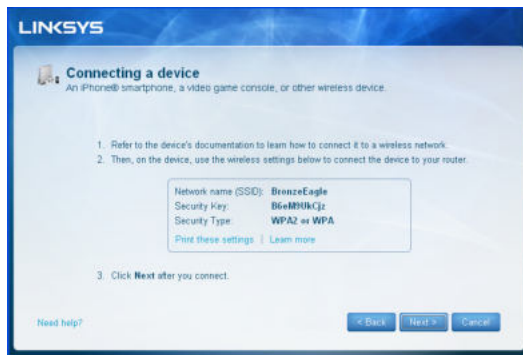 LINKSYS
Connecting a device
An iPhone® smartphone, a video game console, or other wireless device.
1. Refer to the device's documentation to learn how to connect it to a wireless network.
2. Then, on the device, use the wireless settings below to connect the device to your router.
Network name (SSID): BronzeEagle
Security Key: B6eM9UkCjz
Security Type: WPA2 or WPA
Print these settings | Learn more
3. Click Next after you connect.
Need help?
< Back Next > Cancel